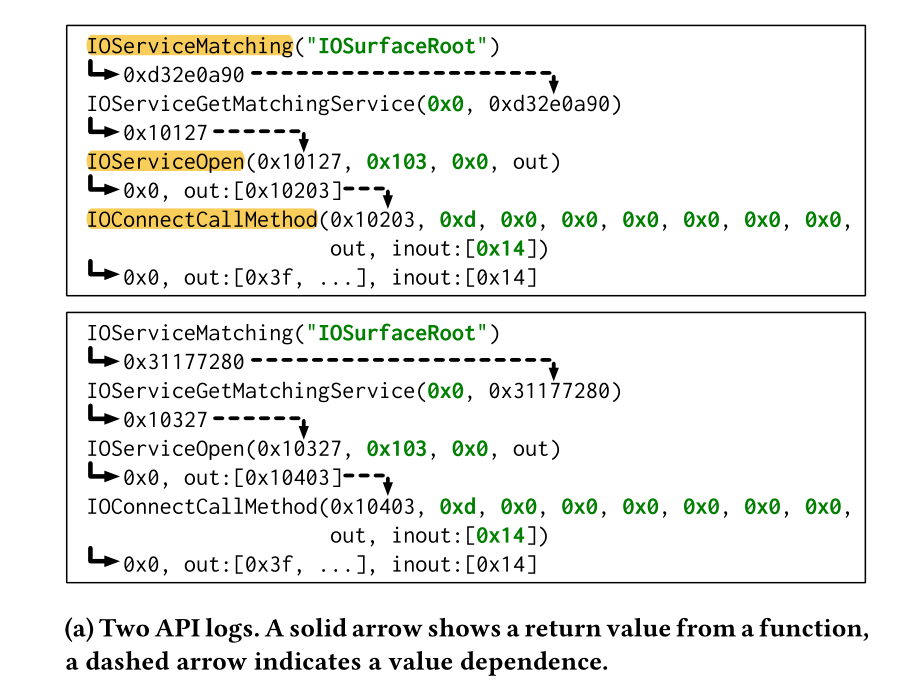 IOServiceMatching("IOSurfaceRoot")
0xd32e0a90
IOServiceGetMatchingService(0x0, 0xd32e0a90)
0x10127
IOServiceOpen(0x10127, 0x103, 0x0, out)
0x0, out:[0x10203]
IOConnectCallMethod(0x10203, 0xd, 0x0, 0x0, 0x0, 0x0, 0x0, 0x0,
out, inout:[0x14])
0x0, out:[0x3f, ...], inout:[0x14]
IOServiceMatching("IOSurfaceRoot")
0x31177280
IOServiceGetMatchingService(0x0, 0x31177280)
0x10327
IOServiceOpen(0x10327, 0x103, 0x0, out)
0x0, out:[0x10403]
IOConnectCallMethod(0x10403, 0xd, 0x0, 0x0, 0x0, 0x0, 0x0, 0x0,
out, inout:[0x14])
0x0, out:[0x3f, ...], inout:[0x14]
(a) Two API logs. A solid arrow shows a return value from a function,
a dashed arrow indicates a value dependence.